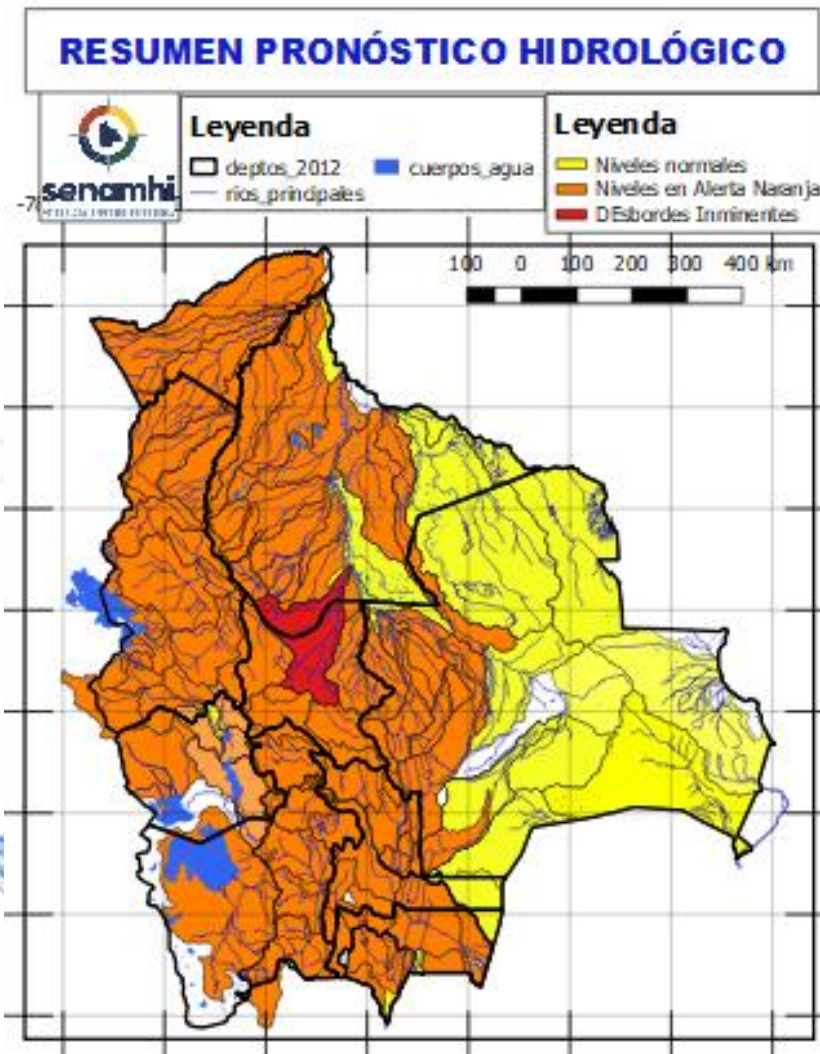 RESUMEN PRONÓSTICO HIDROLÓGICO
senamhi
Leyenda
deptos_2012
cuerpos_agua
rios_principales
Leyenda
Niveles normales
Niveles en Alerta Naranja
DEsbordes Inminentes
100 0 100 200 300 400 km